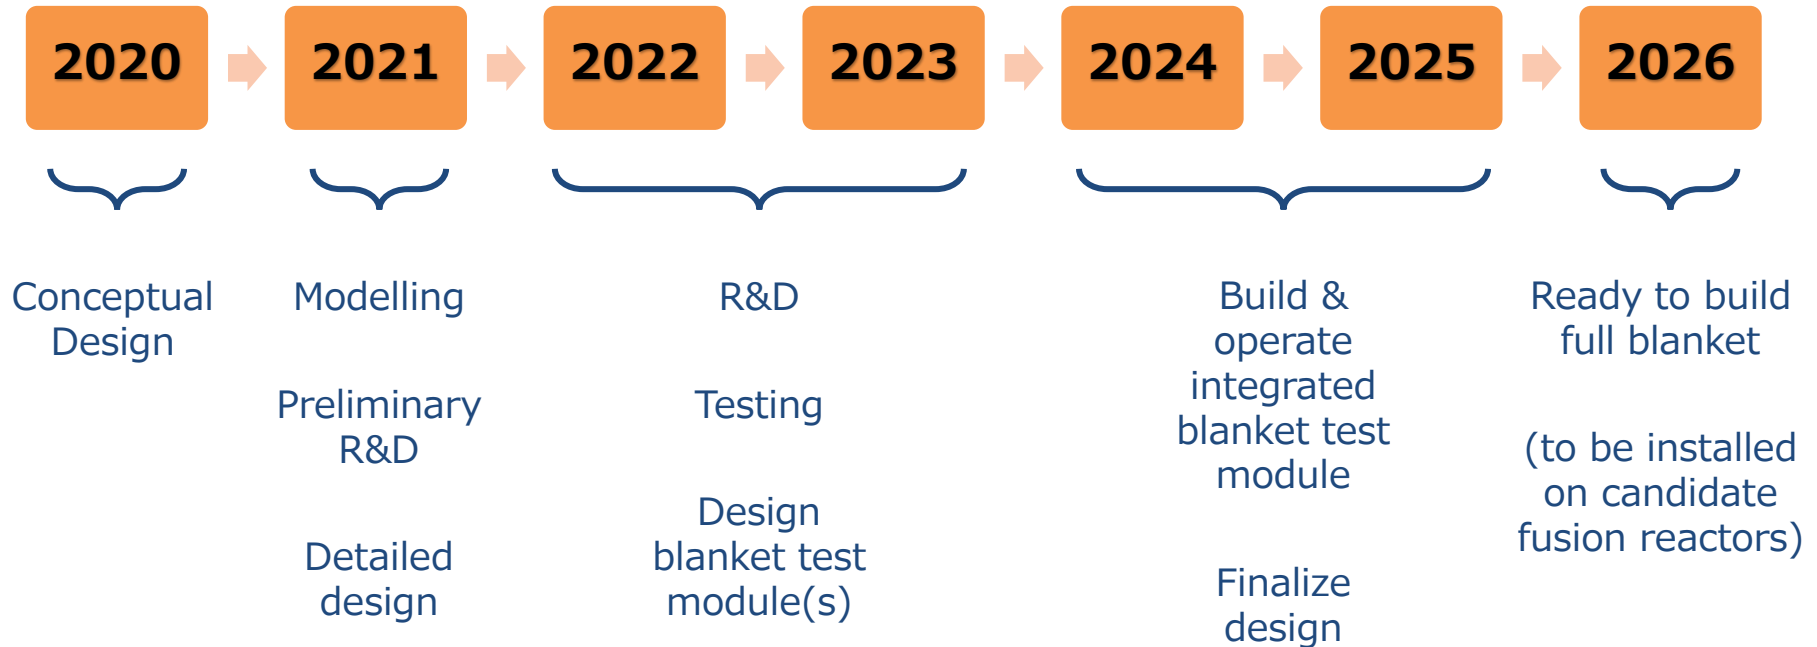 2020
2021
2022
2023
2024
2025
2026
Conceptual
Design
Modelling
Preliminary
R&D
Detailed
design
R&D
Testing
Design
blanket test
module(s)
Build &
operate
integrated
blanket test
module
Finalize
design
Ready to build
full blanket
(to be installed
on candidate
fusion reactors)